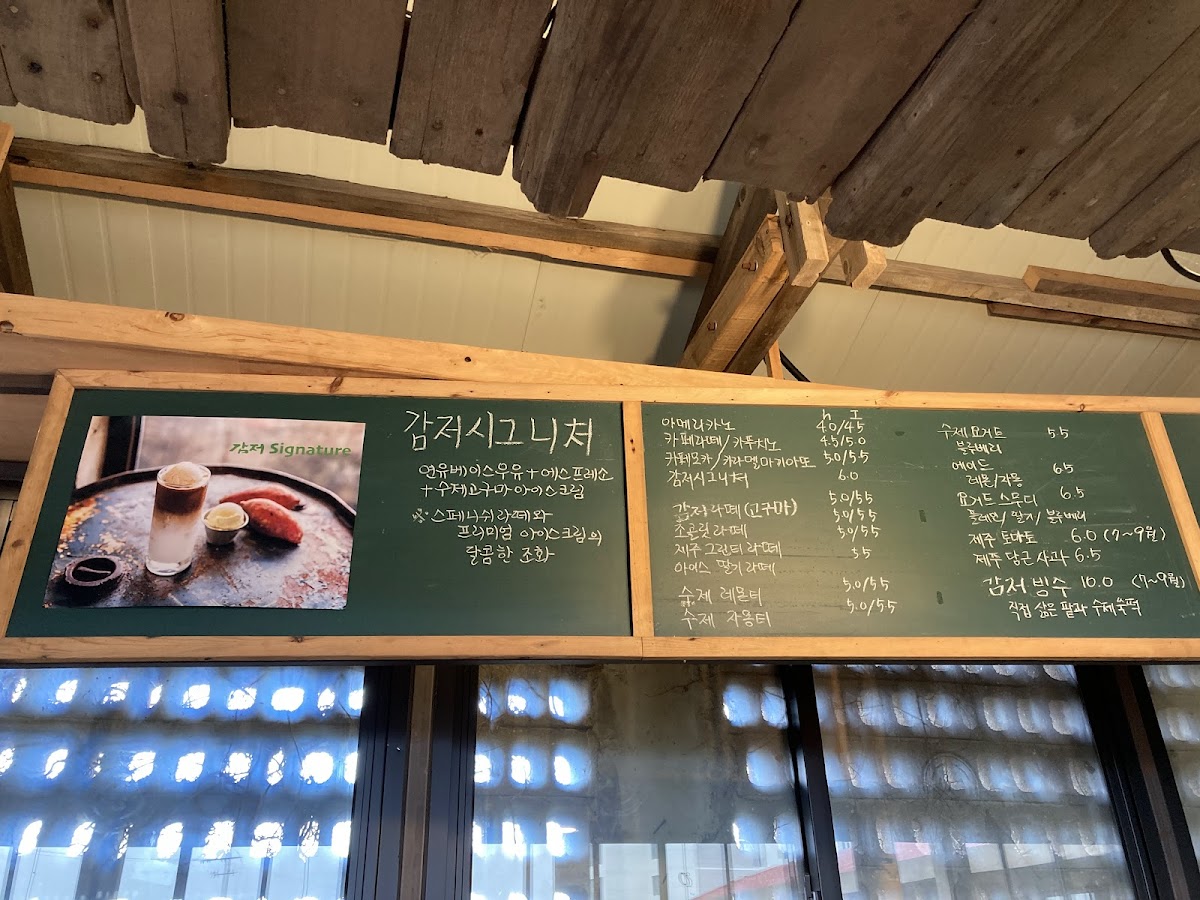 감저 Signature
감저시그니처
연유베이스우유 + 에스프레소
+ 수제고구마 아이스크림
스페니쉬라떼와
프리미엄 아이스크림의
달콤한 조화
h I
아메리카노 4.0/4.5
카페라떼/카푸치노 4.5/5.0
카페모카/카라멜마키아또 5.0/5.5
감저시그니처 6.0
감저라떼(고구마) 5.0/5.5
초콜릿라떼 5.0/5.5
제주 그린티라떼 5.0/5.5
아이스 딸기라떼 5.5
수제 레몬티 5.0/5.5
수제 자몽티 5.0/5.5
수제요거트 5.5
블루베리
에이드 6.5
레몬/자몽
요거트 스무디 6.5
플레인/딸기/블루베리
제주 토마토 6.0 (7~9월)
제주 당근사과 6.5
감저빙수 10.0 (7~9월)
직접 삶은 팥과 수제쑥떡